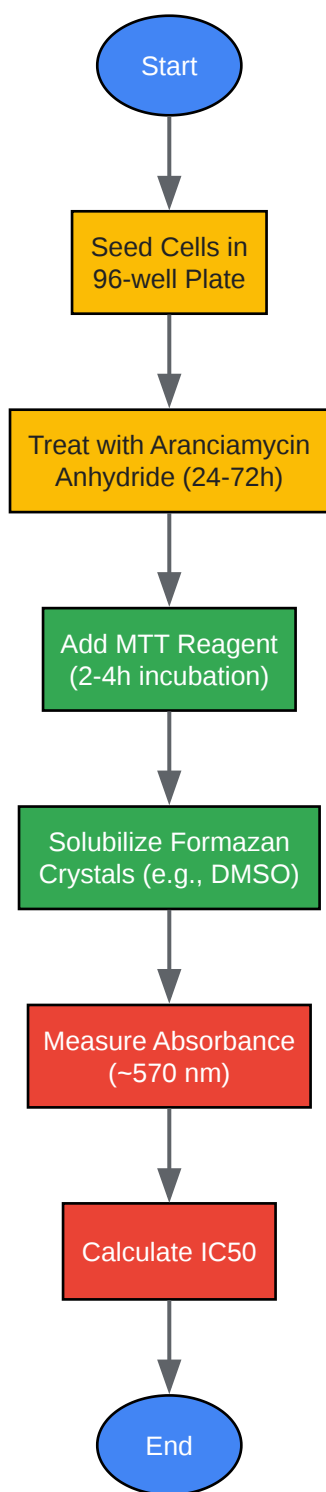 Start
Seed Cells in
96-well Plate
Treat with Aranciamycin
Anhydride (24-72h)
Add MTT Reagent
(2-4h incubation)
Solubilize Formazan
Crystals (e.g., DMSO)
Measure Absorbance
(~570 nm)
Calculate IC50
End